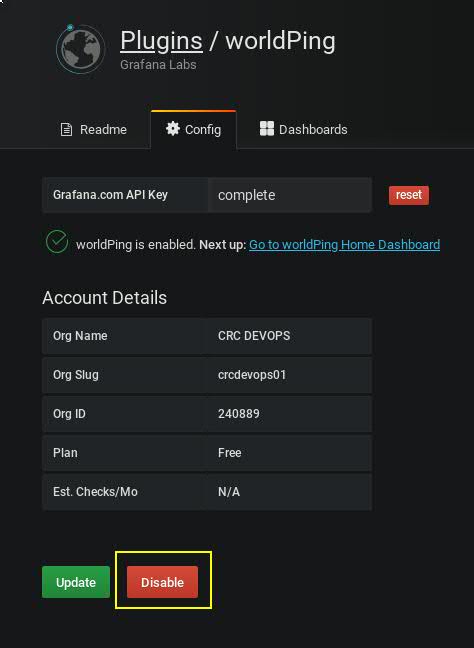 Plugins / worldPing
Grafana Labs
Readme Config Dashboards
Grafana.com API Key complete reset
worldPing is enabled. Next up: Go to worldPing Home Dashboard
Account Details
Org Name CRC DEVOPS
Org Slug crcdevops01
Org ID 240889
Plan Free
Est. Checks/Mo N/A
Update Disable